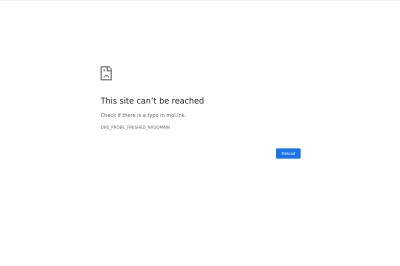 This site can’t be reached
Check if there is a typo in mol.ink.
DNS_PROBE_FINISHED_NXDOMAIN
Reload